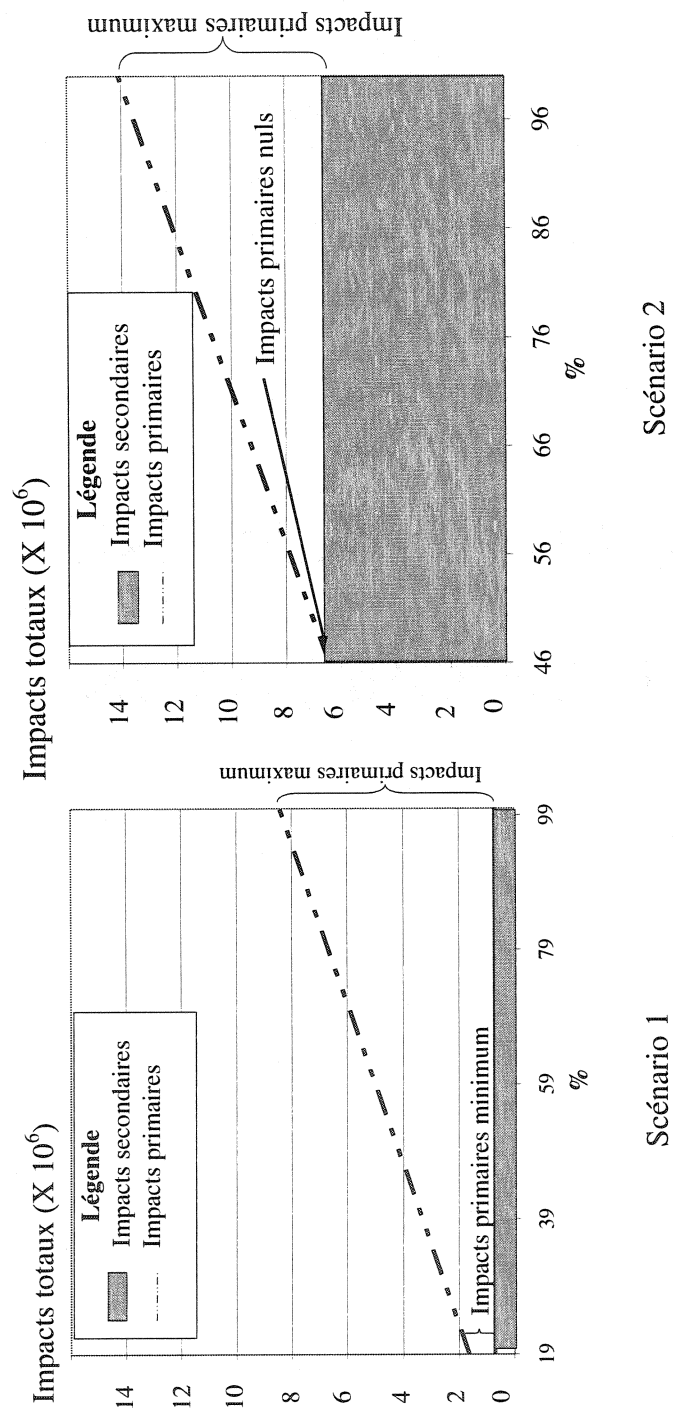 Impacts totaux (X 10⁶)
Légende
Impacts secondaires
Impacts primaires
14
12
10
8
6
4
2
0
19
39
59
79
99
%
Impacts primaires minimum
Impacts primaires maximum
Scénario 1
Impacts totaux (X 10⁶)
Légende
Impacts secondaires
Impacts primaires
14
12
10
8
6
4
2
0
46
56
66
76
86
96
%
Impacts primaires nuls
Impacts primaires maximum
Scénario 2